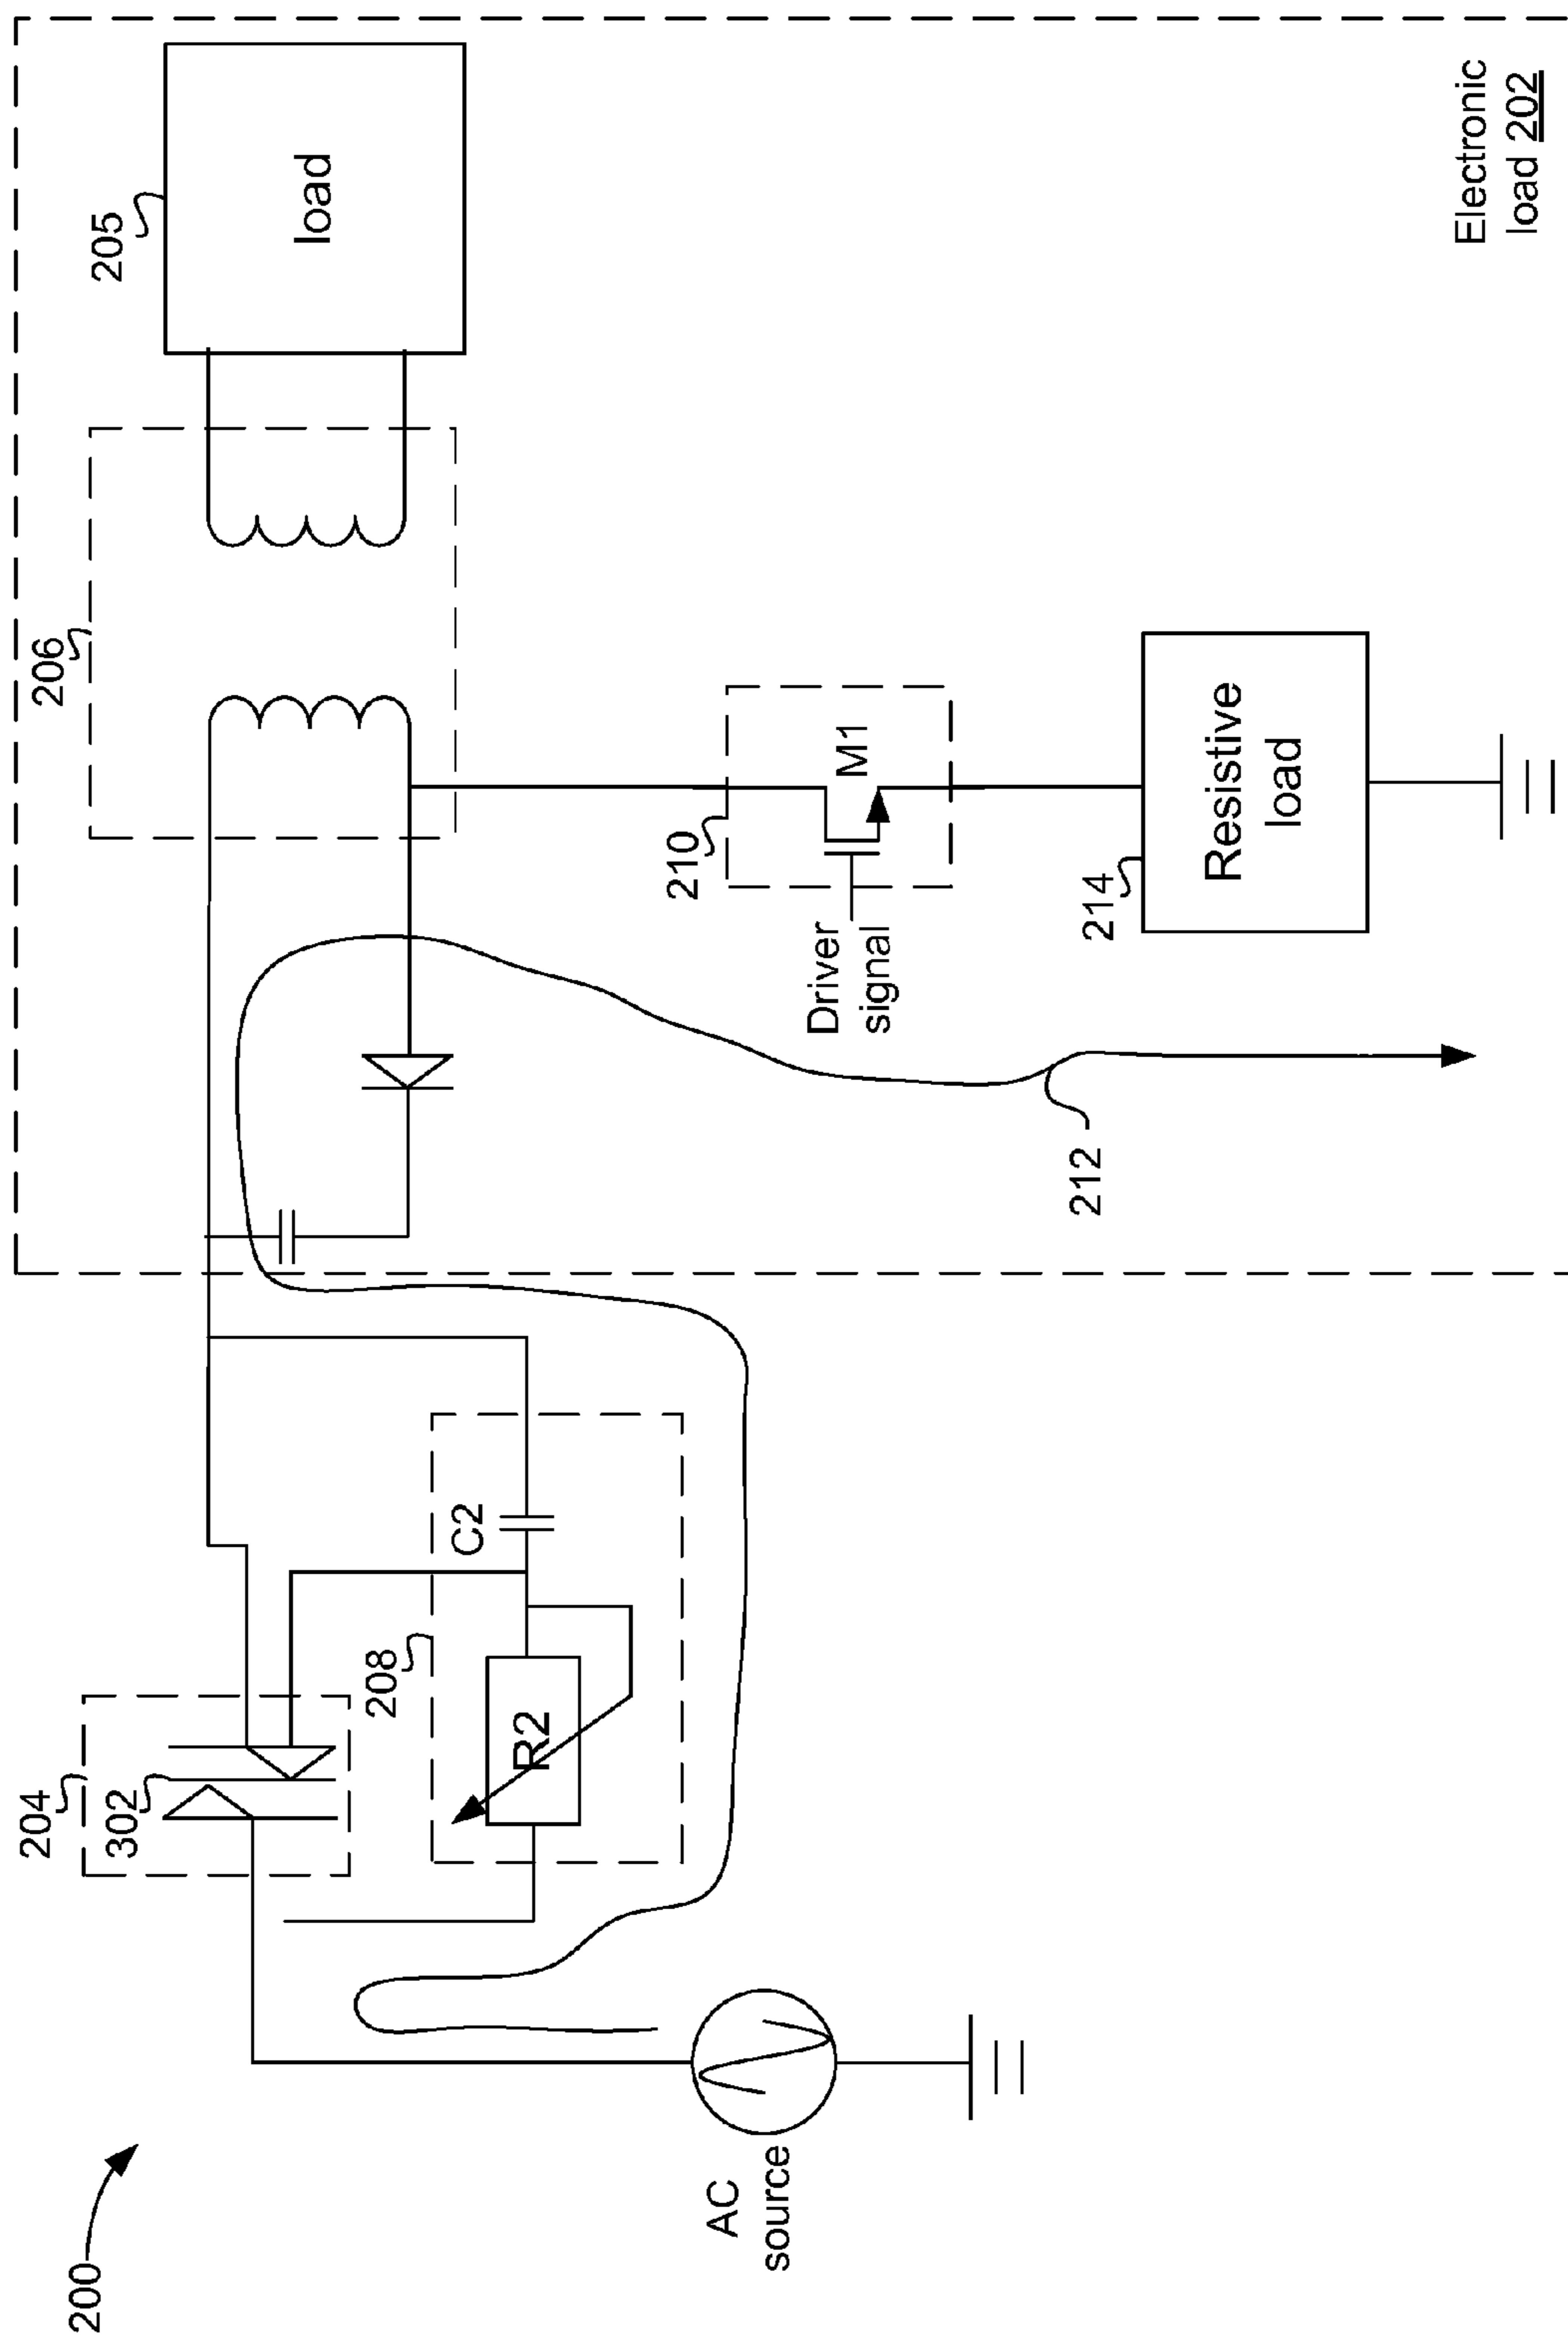 200
204
302
206
205
load
208
R2
C2
210
M1
Driver
signal
AC
source
212
214
Resistive
load
Electronic
load 202